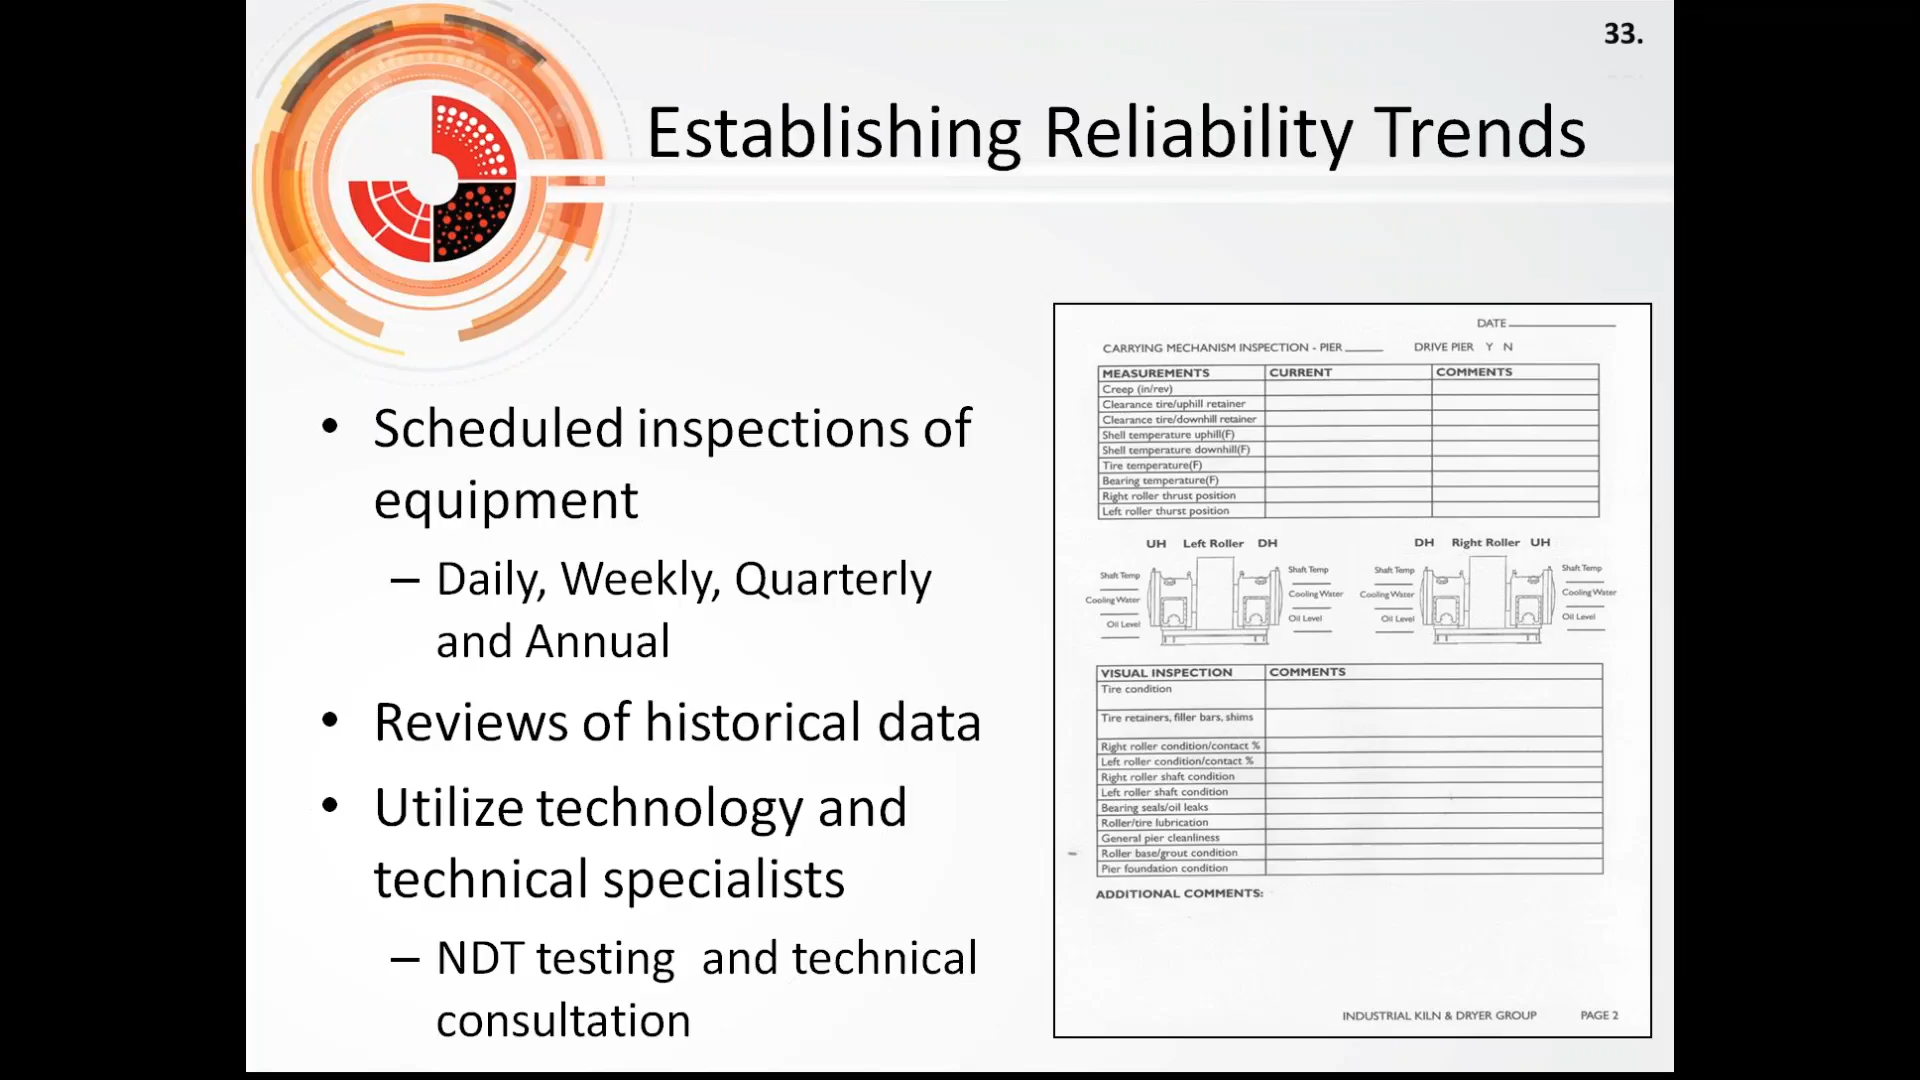 33.
Establishing Reliability Trends
• Scheduled inspections of
equipment
– Daily, Weekly, Quarterly
and Annual
• Reviews of historical data
• Utilize technology and
technical specialists
– NDT testing and technical
consultation
DATE
CARRYING MECHANISM INSPECTION - PIER DRIVE PIER Y N
MEASUREMENTS CURRENT COMMENTS
Creep (in/rev)
Clearance tire/uphill retainer
Clearance tire/downhill retainer
Shell temperature uphill(F)
Shell temperature downhill(F)
Tire temperature(F)
Bearing temperature(F)
Right roller thrust position
Left roller thurst position
UH Left Roller DH DH Right Roller UH
Shaft Temp Shaft Temp Shaft Temp Shaft Temp
Cooling Water Cooling Water Cooling Water Cooling Water
Oil Level Oil Level Oil Level Oil Level
VISUAL INSPECTION COMMENTS
Tire condition
Tire retainers, filler bars, shims
Right roller condition/contact %
Left roller condition/contact %
Right roller shaft condition
Left roller shaft condition
Bearing seals/oil leaks
Roller/tire lubrication
General pier cleanliness
Roller base/grout condition
Pier foundation condition
ADDITIONAL COMMENTS:
INDUSTRIAL KILN & DRYER GROUP PAGE 2